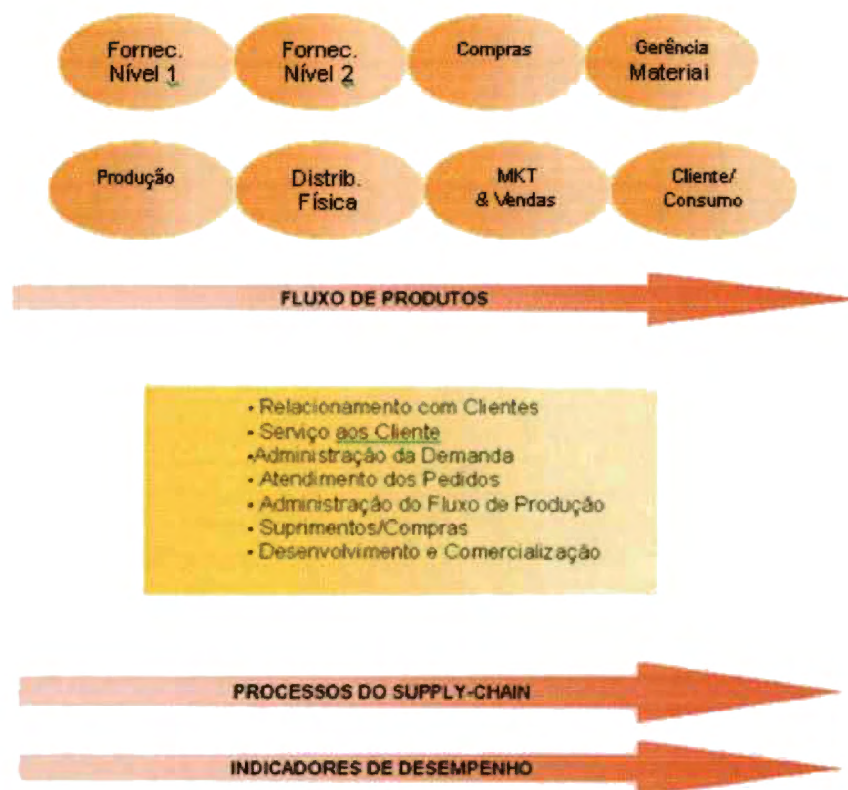 Fornec.
Nível 1
Fornec.
Nível 2
Compras
Gerência
Material
Produção
Distrib.
Física
MKT
& Vendas
Cliente/
Consumo
FLUXO DE PRODUTOS
• Relacionamento com Clientes
• Serviço aos Cliente
•Administração da Demanda
• Atendimento dos Pedidos
• Administração do Fluxo de Produção
• Suprimentos/Compras
• Desenvolvimento e Comercialização
PROCESSOS DO SUPPLY-CHAIN
INDICADORES DE DESEMPENHO